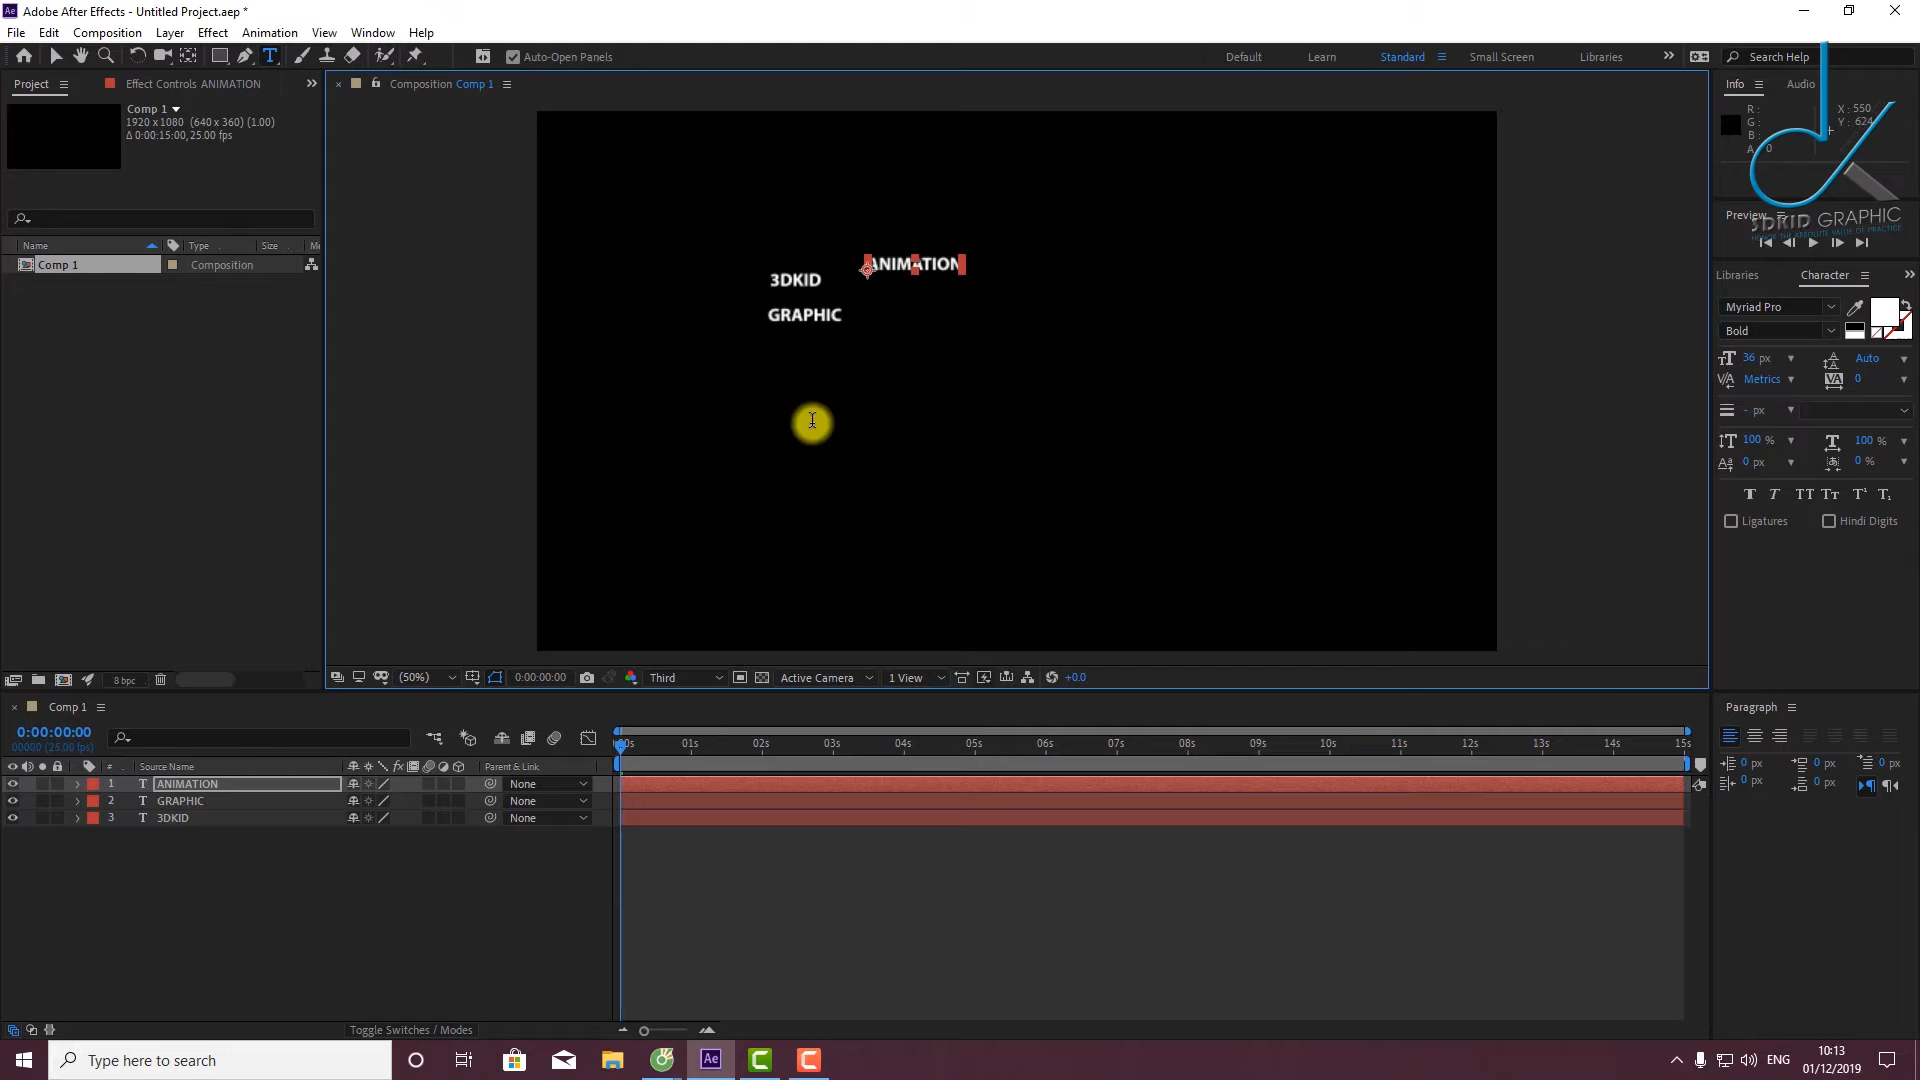 Adobe After Effects - Untitled Project.aep *
File Edit Composition Layer Effect Animation View Window Help
Auto-Open Panels
Default Learn Standard Small Screen Libraries
Search Help
Project
Effect Controls ANIMATION
Comp 1
1920 x1080 (640 x 360) (1.00)
Δ 0:00:15:00, 25.00 fps
Name Type Size
Comp 1 Composition
8 bpc
Composition Comp 1
ANIMATION
3DKID
GRAPHIC
(50%) 0:00:00:00 Third Active Camera 1 View +0.0
Info Audio
R :
G :
B :
A : 0
X : 550
Y : 624
3DKID GRAPHIC
HONOR THE ABSOLUTE VALUE OF PRACTICE
Preview
Libraries Character
Myriad Pro
Bold
36 px Auto
Metrics 0
- px
100 % 100 %
0 px 0 %
Ligatures Hindi Digits
Paragraph
0 px 0 px 0 px
0 px 0 px
Comp 1
0:00:00:00
00000 (25.00 fps)
# Source Name Parent & Link
1 ANIMATION None
2 GRAPHIC None
3 3DKID None
00s 01s 02s 03s 04s 05s 06s 07s 08s 09s 10s 11s 12s 13s 14s 15s
Toggle Switches / Modes
Type here to search
ENG
10:13
01/12/2019